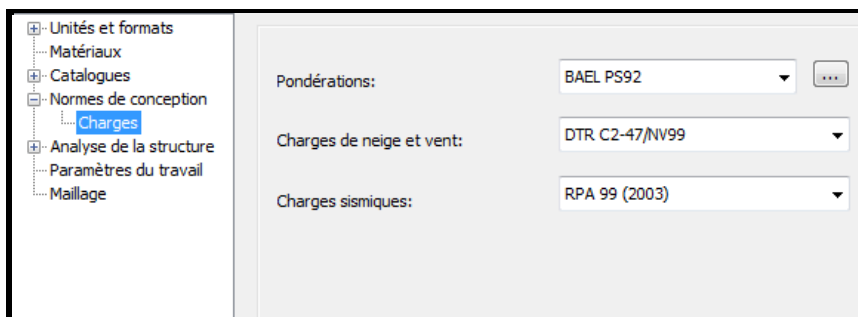 Unités et formats
Matériaux
Catalogues
Normes de conception
Charges
Analyse de la structure
Paramètres du travail
Maillage
Pondérations:
BAEL PS92
...
Charges de neige et vent:
DTR C2-47/NV99
Charges sismiques:
RPA 99 (2003)